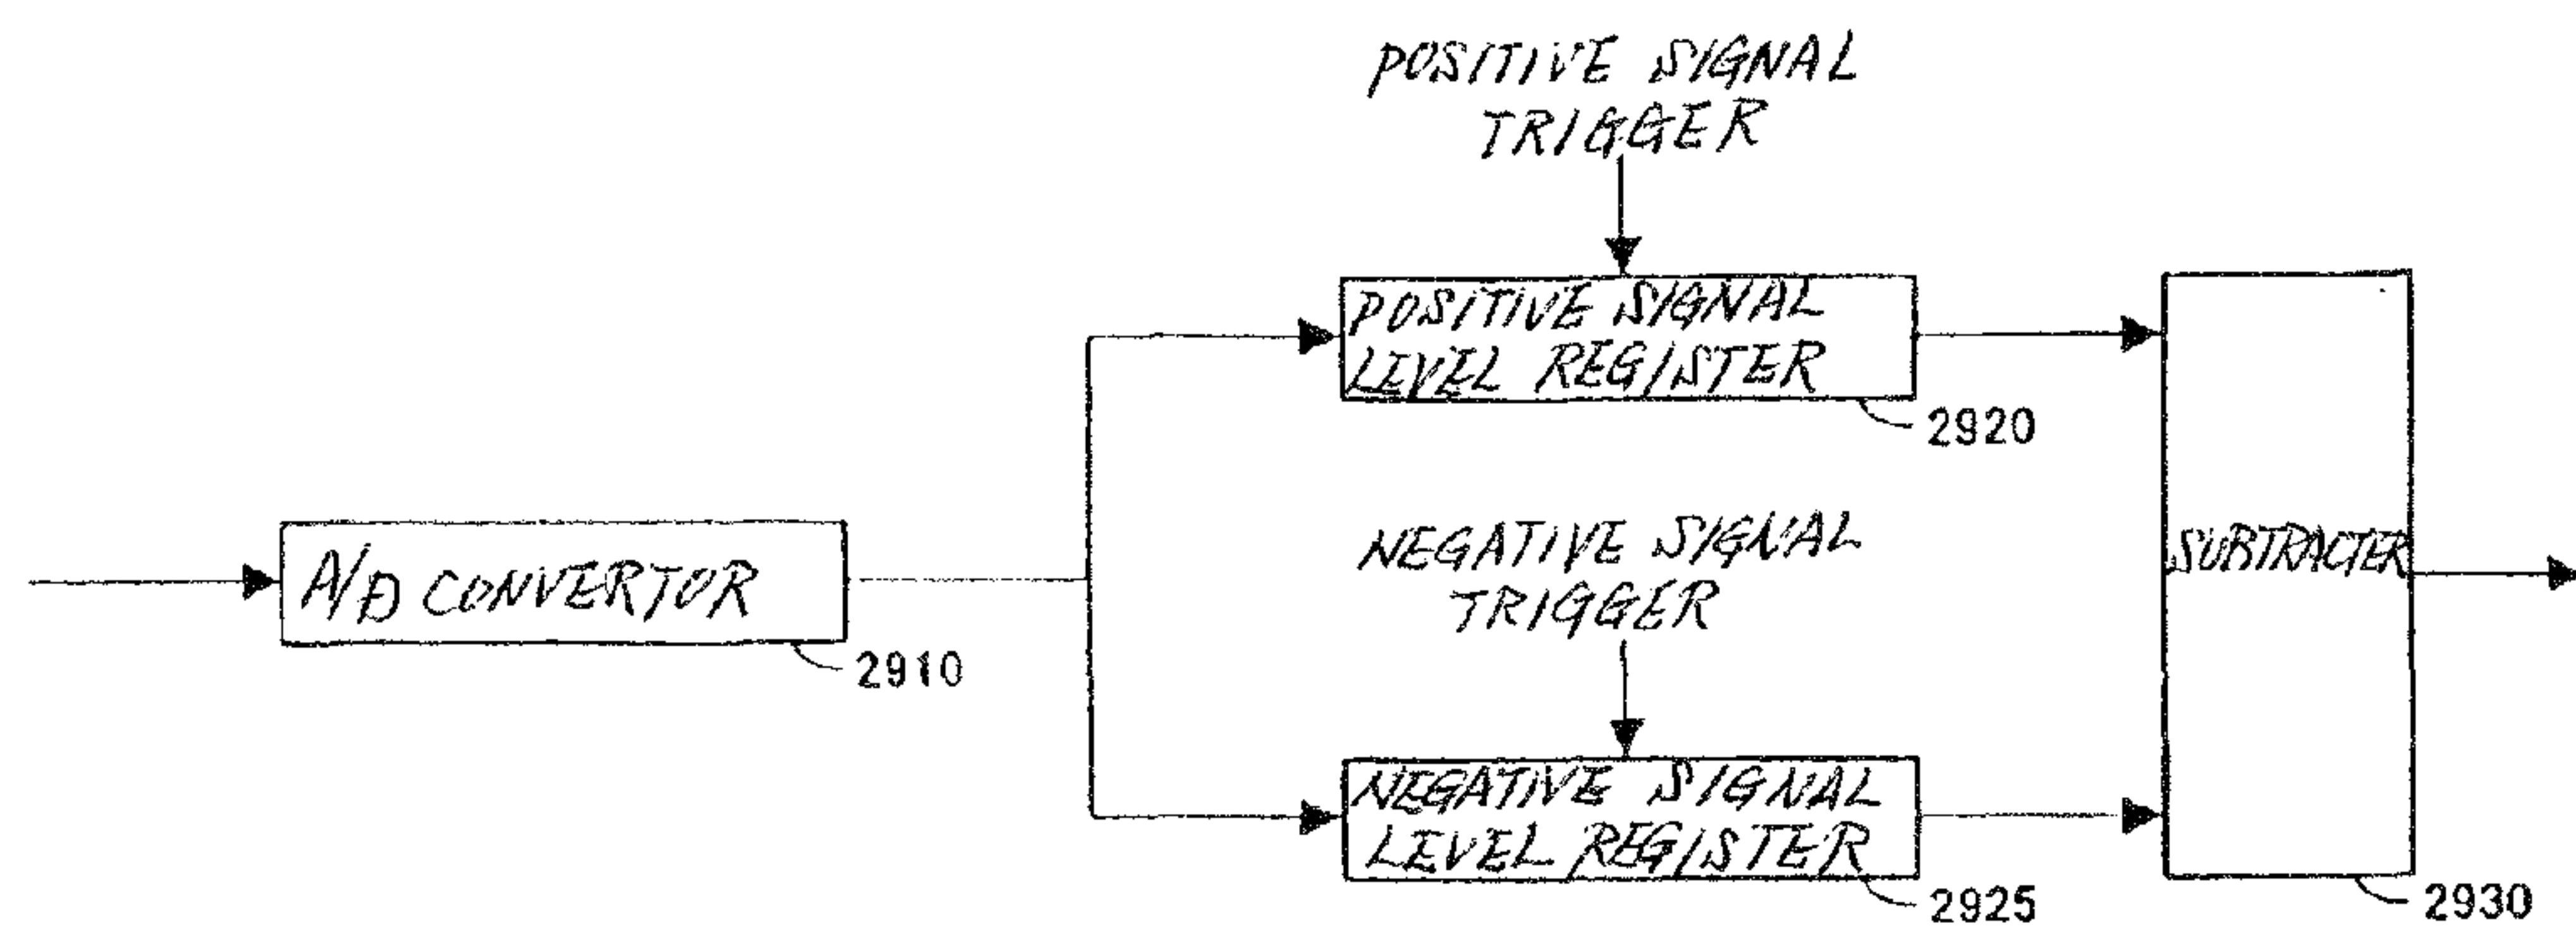 POSITIVE SIGNAL
TRIGGER
POSITIVE SIGNAL
LEVEL REGISTER
2920
A/D CONVERTOR
2910
NEGATIVE SIGNAL
TRIGGER
NEGATIVE SIGNAL
LEVEL REGISTER
2925
SUBTRACTER
2930